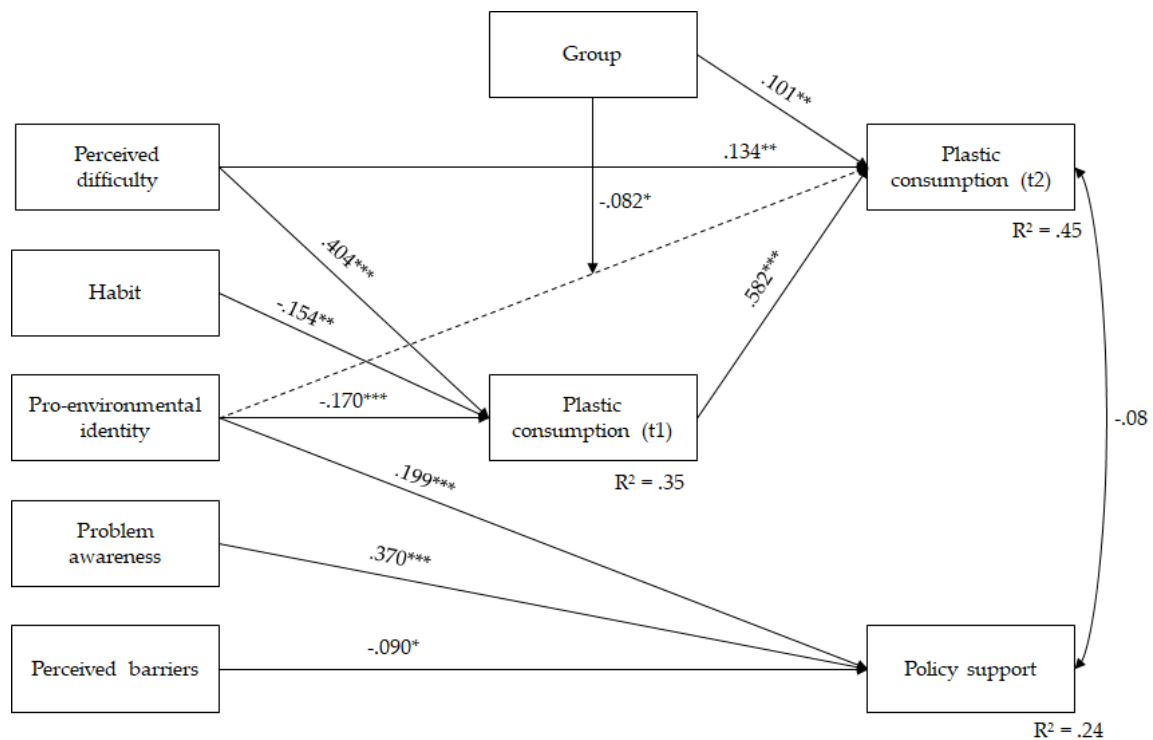 Group
.101**
Perceived
difficulty
.134**
Plastic
consumption (t2)
R² = .45
-.082*
.404***
Habit
-.154**
.582***
Pro-environmental
identity
-.170***
Plastic
consumption (t1)
R² = .35
-.08
.199***
Problem
awareness
.370***
Perceived barriers
-.090*
Policy support
R² = .24